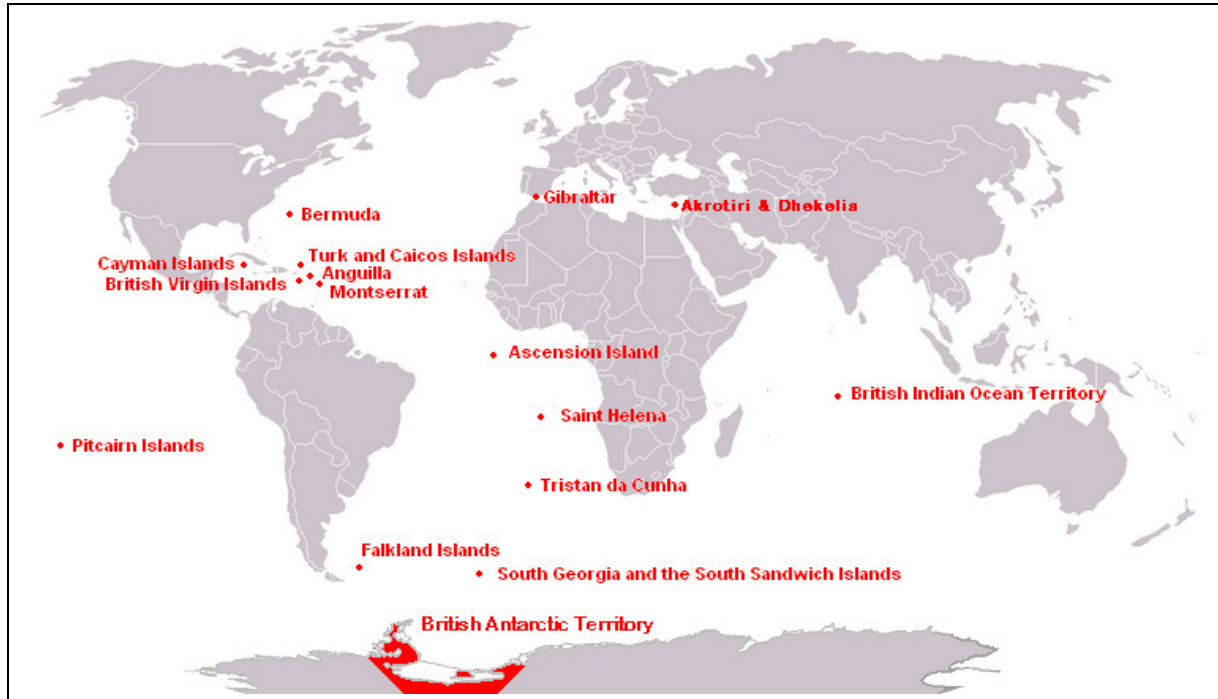 Gibraltar
Akrotiri & Dhekelia
Bermuda
Turk and Caicos Islands
Cayman Islands
Anguilla
British Virgin Islands
Montserrat
Ascension Island
British Indian Ocean Territory
Saint Helena
Pitcairn Islands
Tristan da Cunha
Falkland Islands
South Georgia and the South Sandwich Islands
British Antarctic Territory